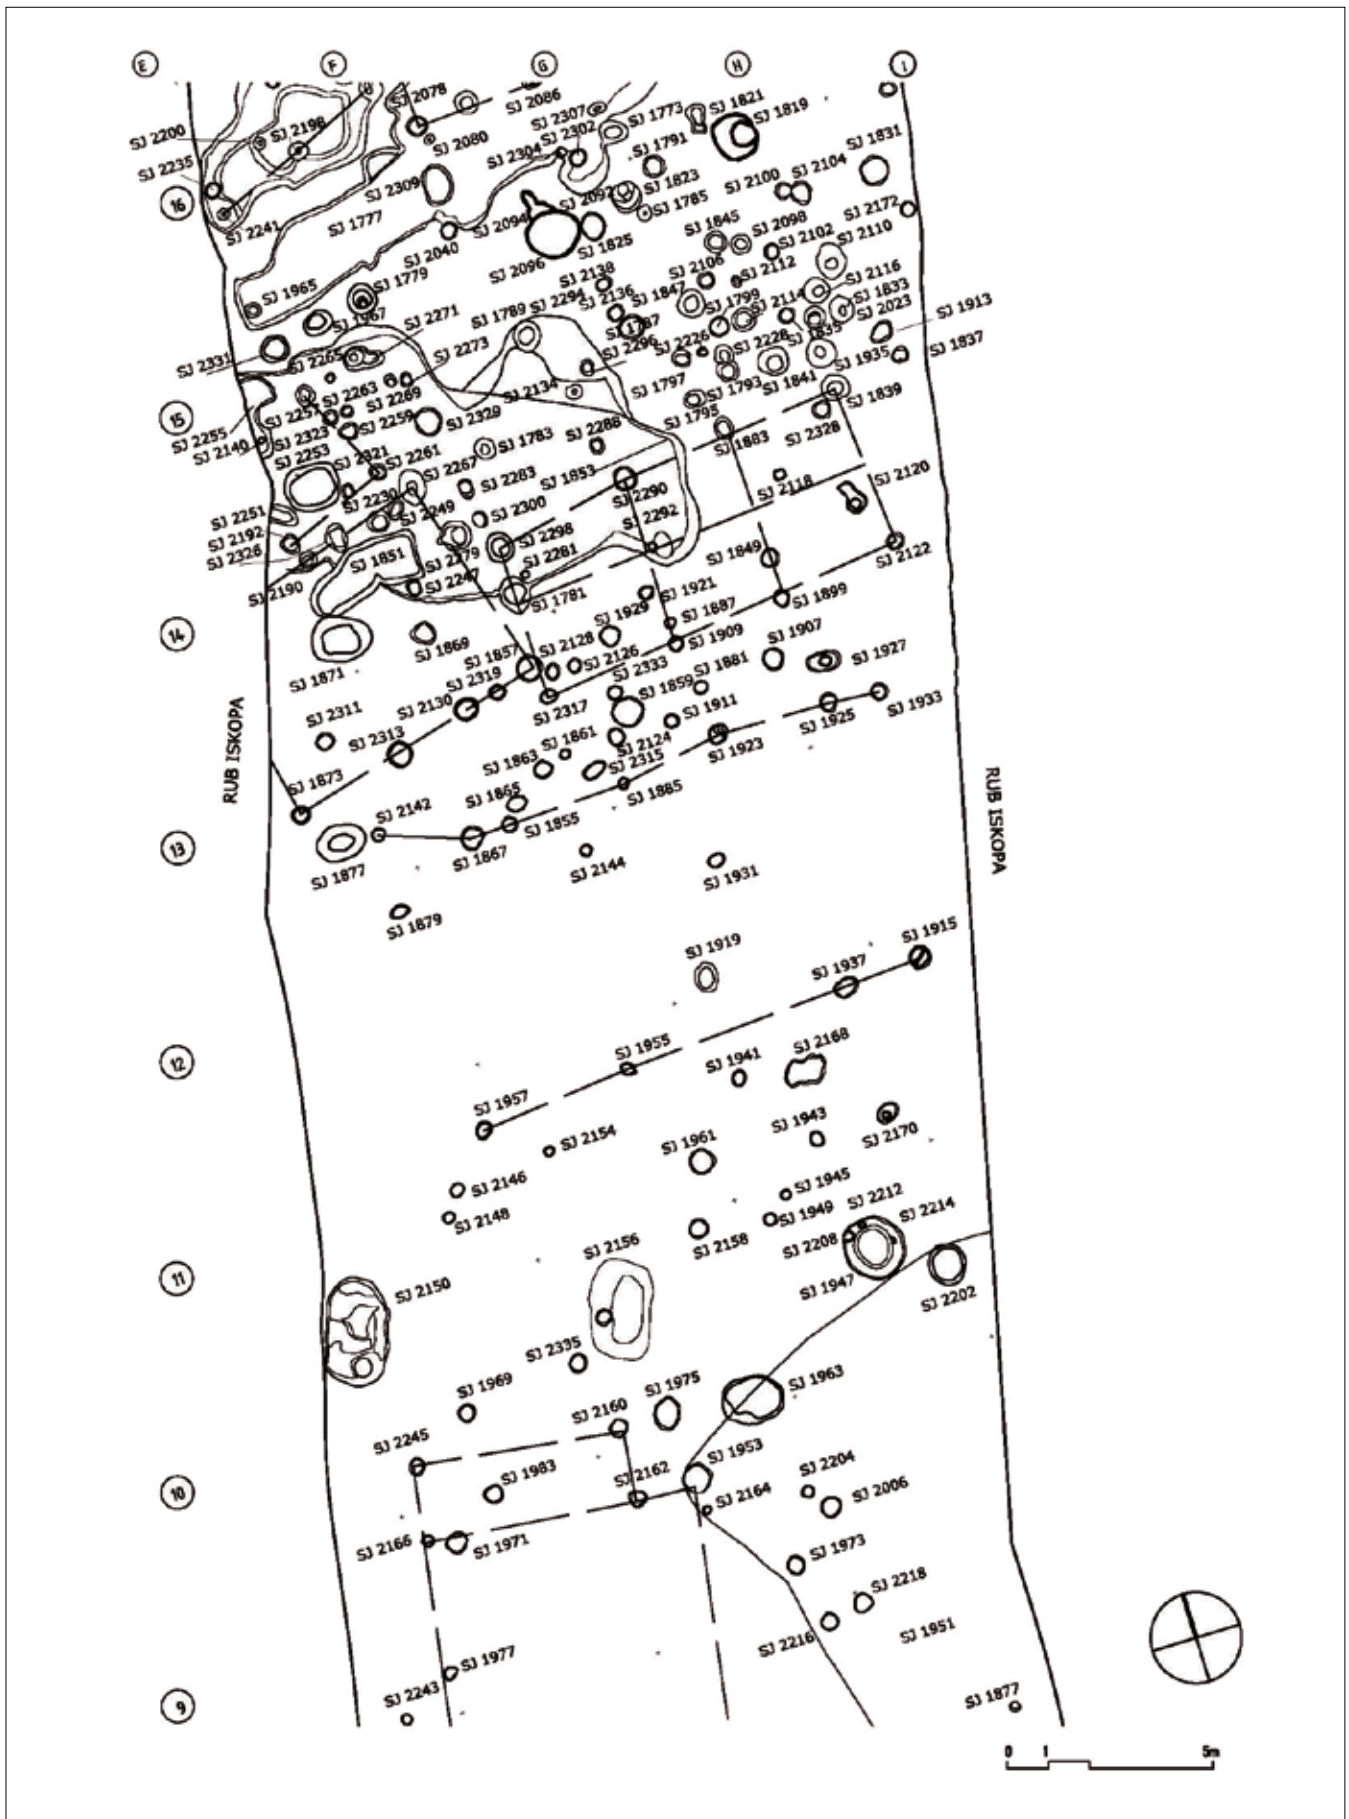 E
F
G
H
I
SJ 2078
SJ 2086
SJ 2307
SJ 1773
SJ 1821
SJ 1819
SJ 2200
SJ 2198
SJ 2080
SJ 2302
SJ 2304
SJ 1791
SJ 1831
SJ 2235
SJ 2309
SJ 2092
SJ 1823
SJ 2100
SJ 2104
16
SJ 2241
SJ 1777
SJ 2094
SJ 1785
SJ 2172
SJ 2040
SJ 1825
SJ 1845
SJ 2098
SJ 2102
SJ 2110
SJ 2096
SJ 2138
SJ 2106
SJ 2112
SJ 1965
SJ 1779
SJ 2294
SJ 2136
SJ 1847
SJ 2116
SJ 1967
SJ 2271
SJ 1789
SJ 1787
SJ 1799
SJ 2114
SJ 1833
SJ 2023
SJ 1913
SJ 2331
SJ 2265
SJ 2273
SJ 2296
SJ 2226
SJ 2228
SJ 1835
SJ 1935
SJ 1837
SJ 2263
SJ 2269
SJ 2134
SJ 1797
SJ 1793
SJ 1841
15
SJ 2255
SJ 2257
SJ 2259
SJ 2329
SJ 1795
SJ 1839
SJ 2140
SJ 2323
SJ 1783
SJ 2288
SJ 1883
SJ 2328
SJ 2253
SJ 2321
SJ 2261
SJ 2267
SJ 2283
SJ 1853
SJ 2290
SJ 2118
SJ 2120
SJ 2251
SJ 2230
SJ 2249
SJ 2300
SJ 2292
SJ 2192
SJ 2326
SJ 1851
SJ 2279
SJ 2298
SJ 2281
SJ 1849
SJ 2122
SJ 2190
SJ 2247
SJ 1781
SJ 1921
SJ 1899
14
SJ 1929
SJ 1887
SJ 1871
SJ 1869
SJ 1857
SJ 2128
SJ 2126
SJ 1909
SJ 1907
SJ 1927
SJ 2319
SJ 2333
SJ 1881
SJ 2130
SJ 2317
SJ 1859
SJ 1911
SJ 1925
SJ 1933
SJ 2311
SJ 2313
SJ 1861
SJ 2124
SJ 1923
RUB ISKOPA
SJ 1863
SJ 2315
RUB ISKOPA
SJ 1873
SJ 1865
SJ 1885
SJ 2142
SJ 1855
13
SJ 1877
SJ 1867
SJ 2144
SJ 1931
SJ 1879
SJ 1919
SJ 1937
SJ 1915
12
SJ 1955
SJ 1941
SJ 2168
SJ 1957
SJ 2154
SJ 1961
SJ 1943
SJ 2170
SJ 2146
SJ 1945
SJ 2148
SJ 1949
SJ 2212
SJ 2214
SJ 2156
SJ 2158
SJ 2208
11
SJ 2150
SJ 1947
SJ 2202
SJ 2335
SJ 1969
SJ 1975
SJ 1963
SJ 2160
SJ 2245
SJ 1953
10
SJ 1983
SJ 2162
SJ 2164
SJ 2204
SJ 2006
SJ 2166
SJ 1971
SJ 1973
SJ 2218
SJ 2216
SJ 1951
SJ 1977
9
SJ 2243
SJ 1877
0 1 5m